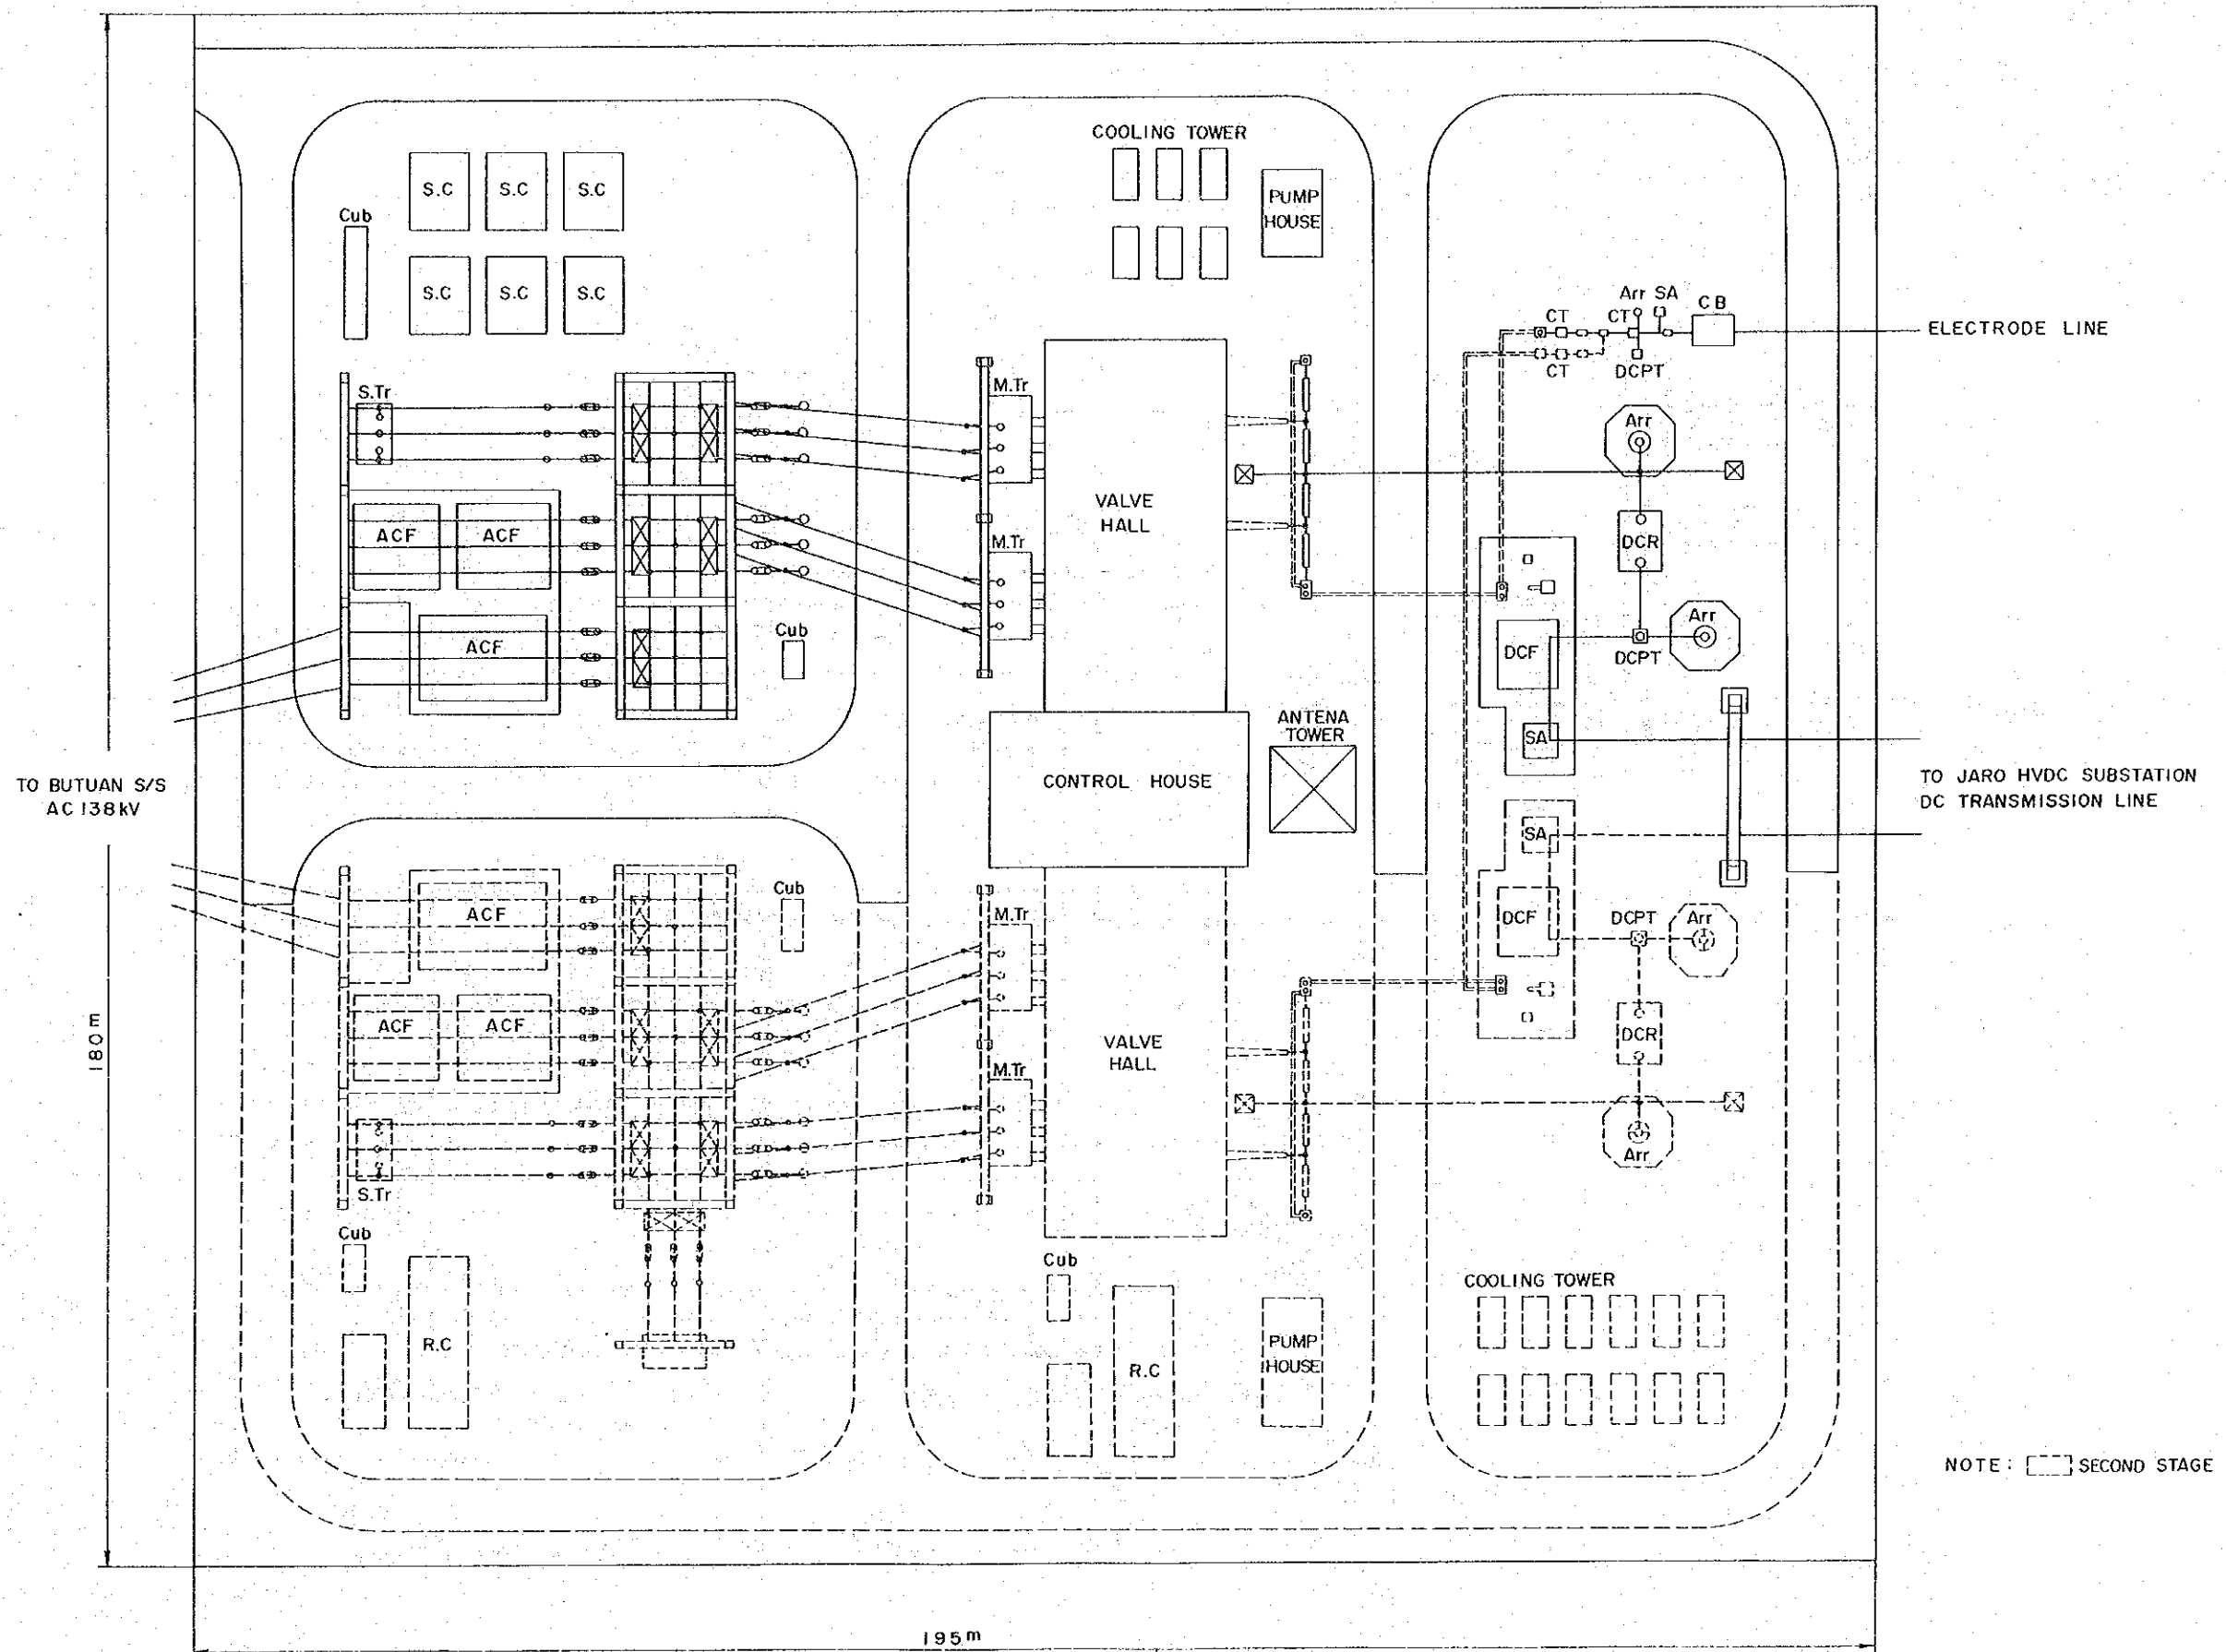 COOLING TOWER
S.C
S.C
S.C
PUMP
HOUSE
Cub
S.C
S.C
S.C
Arr SA
CB
CT
CT
ELECTRODE LINE
CT
DCPT
S.Tr
M.Tr
Arr
VALVE
HALL
ACF
ACF
M.Tr
DCR
Arr
Cub
ACF
DCF
DCPT
ANTENA
TOWER
SA
TO BUTUAN S/S
AC 138kV
CONTROL HOUSE
TO JARO HVDC SUBSTATION
DC TRANSMISSION LINE
SA
Cub
ACF
M.Tr
DCF
DCPT
Arr
180m
ACF
ACF
VALVE
HALL
DCR
M.Tr
Arr
S.Tr
Cub
Cub
COOLING TOWER
R.C
R.C
PUMP
HOUSE
NOTE: SECOND STAGE
195m